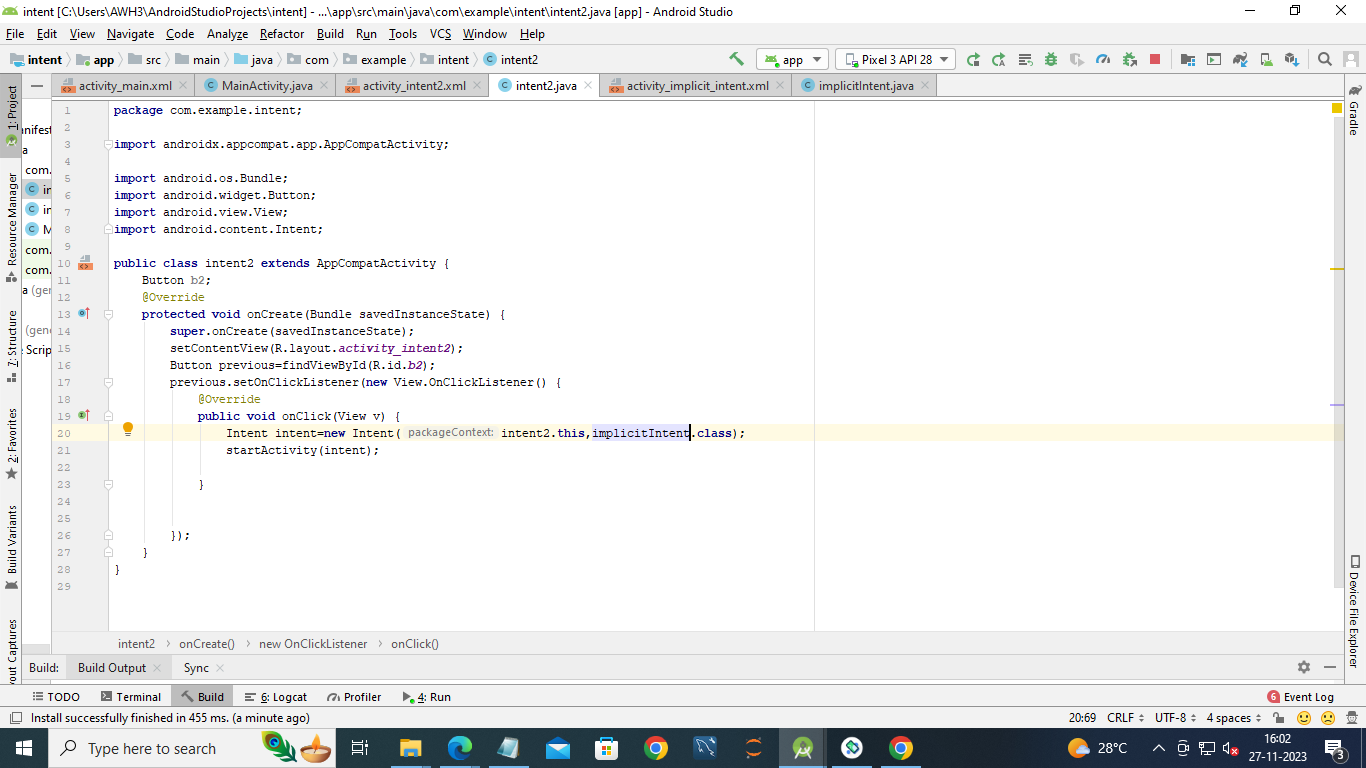 intent [C:\Users\AWH3\AndroidStudioProjects\intent] - ...\app\src\main\java\com\example\intent\intent2.java [app] - Android Studio
File Edit View Navigate Code Analyze Refactor Build Run Tools VCS Window Help
intent app src main java com example intent intent2 app Pixel 3 API 28
activity_main.xml MainActivity.java activity_intent2.xml intent2.java activity_implicit_intent.xml implicitIntent.java
1: Project
Resource Manager
7: Structure
2: Favorites
Build Variants
out Captures
anifest
a
com.
in
in
M
com.
com.
a (gen
(gen
Scrip
1 package com.example.intent;
2
3 import androidx.appcompat.app.AppCompatActivity;
4
5 import android.os.Bundle;
6 import android.widget.Button;
7 import android.view.View;
8 import android.content.Intent;
9
10 public class intent2 extends AppCompatActivity {
11 Button b2;
12 @Override
13 protected void onCreate(Bundle savedInstanceState) {
14 super.onCreate(savedInstanceState);
15 setContentView(R.layout.activity_intent2);
16 Button previous=findViewById(R.id.b2);
17 previous.setOnClickListener(new View.OnClickListener() {
18 @Override
19 public void onClick(View v) {
20 Intent intent=new Intent( packageContext: intent2.this,implicitIntent.class);
21 startActivity(intent);
22
23 }
24
25
26 });
27 }
28 }
29
Gradle
Device File Explorer
intent2 › onCreate() › new OnClickListener › onClick()
Build: Build Output Sync
TODO Terminal Build 6: Logcat Profiler 4: Run 6 Event Log
Install successfully finished in 455 ms. (a minute ago) 20:69 CRLF UTF-8 4 spaces
Type here to search 28°C 16:02
27-11-2023 3